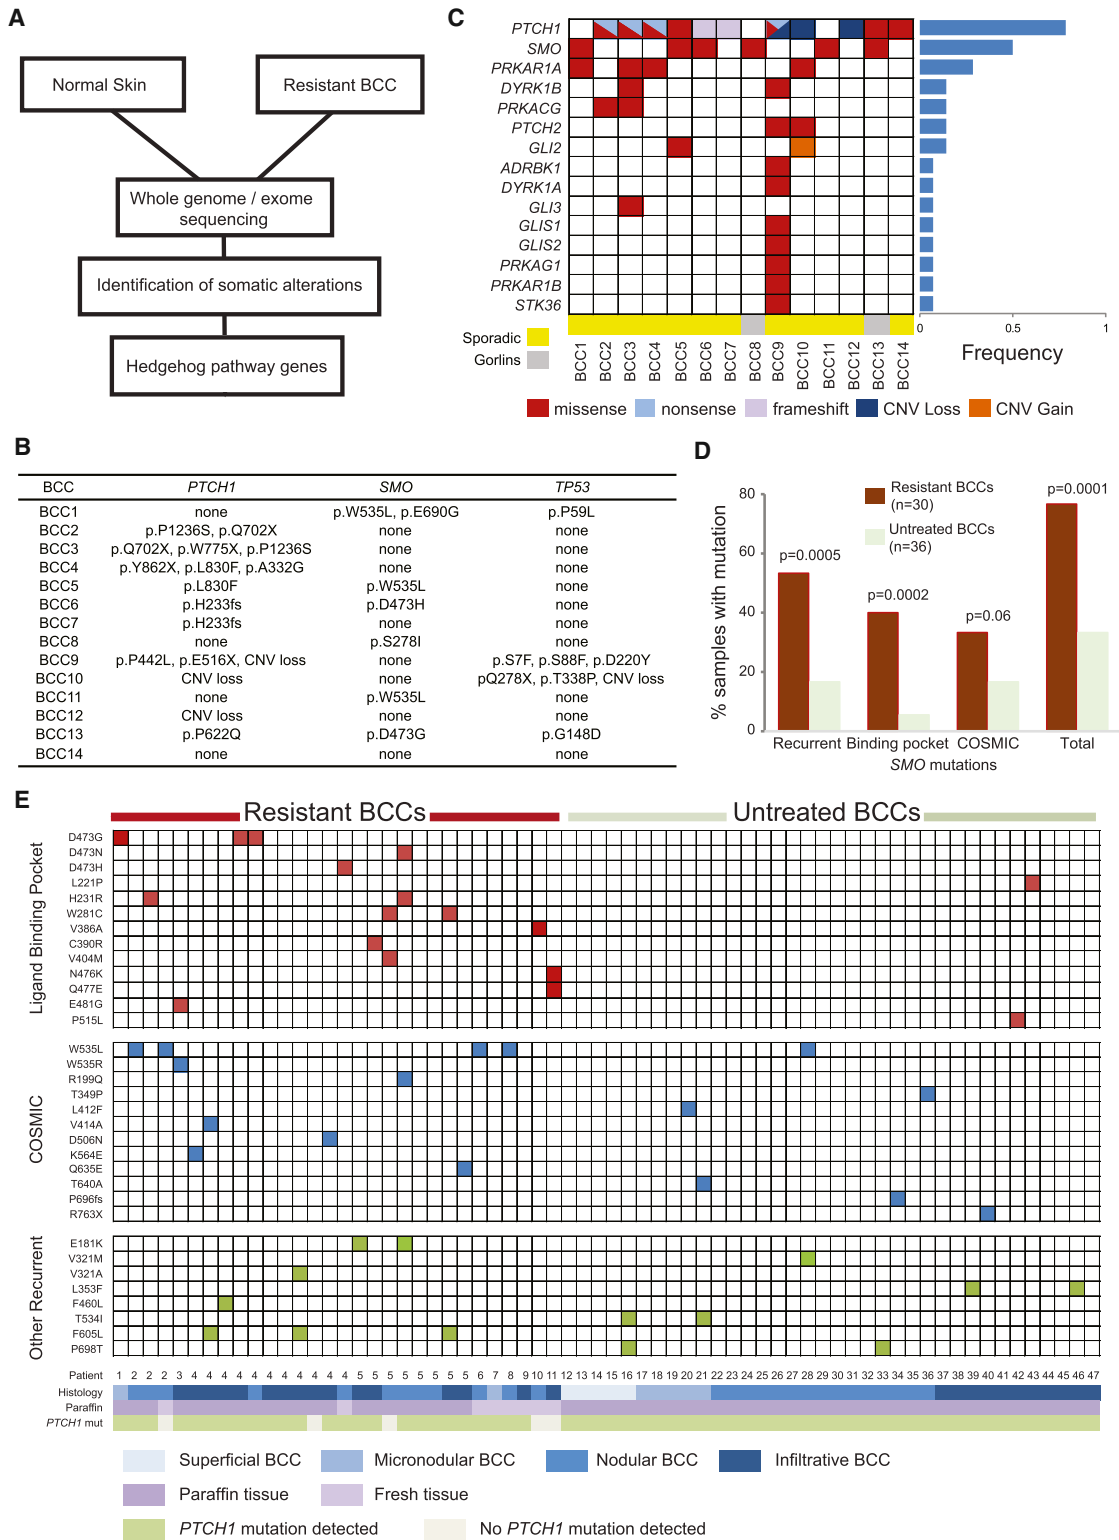 A
Normal Skin
Resistant BCC
Whole genome / exome
sequencing
Identification of somatic alterations
Hedgehog pathway genes
C
PTCH1
SMO
PRKAR1A
DYRK1B
PRKACG
PTCH2
GLI2
ADRBK1
DYRK1A
GLI3
GLIS1
GLIS2
PRKAG1
PRKAR1B
STK36
Sporadic
Gorlins
BCC1 BCC2 BCC3 BCC4 BCC5 BCC6 BCC7 BCC8 BCC9 BCC10 BCC11 BCC12 BCC13 BCC14
0 0.5 1
Frequency
missense nonsense frameshift CNV Loss CNV Gain
B
BCC PTCH1 SMO TP53
BCC1 none p.W535L, p.E690G p.P59L
BCC2 p.P1236S, p.Q702X none none
BCC3 p.Q702X, p.W775X, p.P1236S none none
BCC4 p.Y862X, p.L830F, p.A332G none none
BCC5 p.L830F p.W535L none
BCC6 p.H233fs p.D473H none
BCC7 p.H233fs none none
BCC8 none p.S278I none
BCC9 p.P442L, p.E516X, CNV loss none p.S7F, p.S88F, p.D220Y
BCC10 CNV loss none pQ278X, p.T338P, CNV loss
BCC11 none p.W535L none
BCC12 CNV loss none none
BCC13 p.P622Q p.D473G p.G148D
BCC14 none none none
D
% samples with mutation
80
60
40
20
0
Resistant BCCs
(n=30)
Untreated BCCs
(n=36)
p=0.0005
p=0.0002
p=0.06
p=0.0001
Recurrent Binding pocket COSMIC Total
SMO mutations
E
Resistant BCCs Untreated BCCs
Ligand Binding Pocket
D473G
D473N
D473H
L221P
H231R
W281C
V386A
C390R
V404M
N476K
Q477E
E481G
P515L
COSMIC
W535L
W535R
R199Q
T349P
L412F
V414A
D506N
K564E
Q635E
T640A
P696fs
R763X
Other Recurrent
E181K
V321M
V321A
L353F
F460L
T534I
F605L
P698T
Patient 1 2 2 2 3 4 4 4 4 4 4 4 4 4 4 5 5 5 5 5 5 5 5 5 6 7 8 9 10 11 12 13 14 15 16 17 18 19 20 21 22 23 24 25 26 27 28 29 30 31 32 33 34 35 36 37 38 39 40 41 42 43 44 45 46 47
Histology
Paraffin
PTCH1 mut
Superficial BCC Micronodular BCC Nodular BCC Infiltrative BCC
Paraffin tissue Fresh tissue
PTCH1 mutation detected No PTCH1 mutation detected